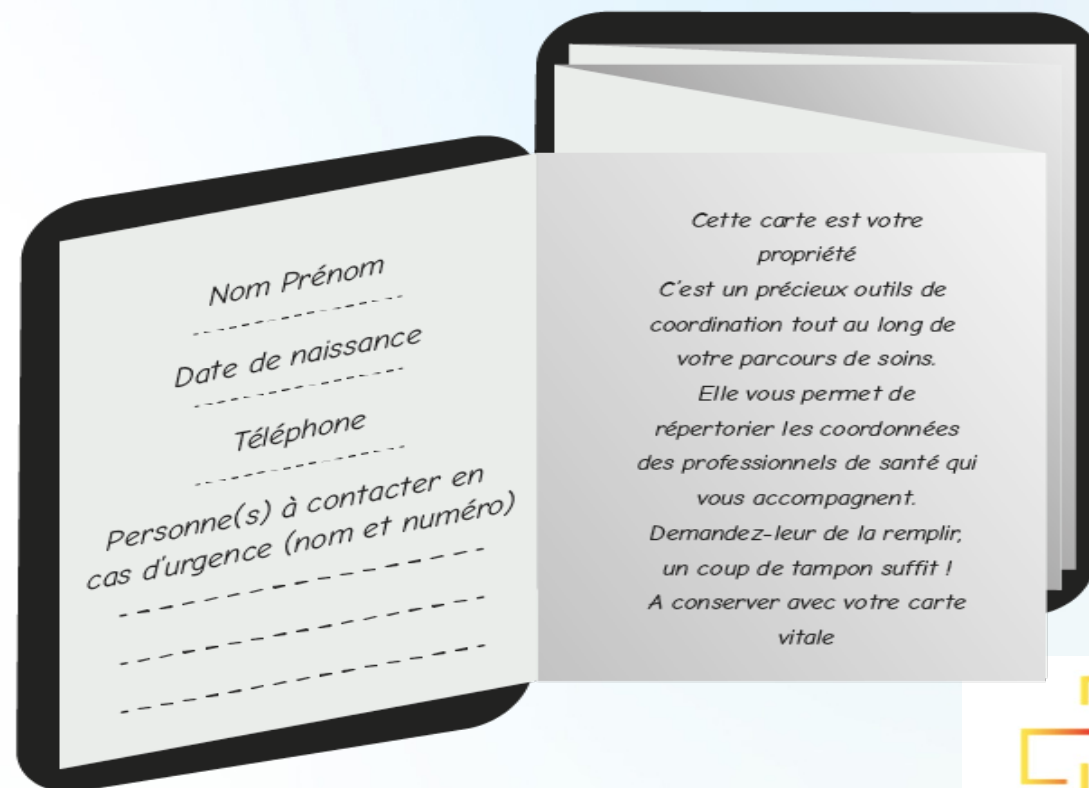 Nom Prénom
Date de naissance
Téléphone
Personne(s) à contacter en
cas d'urgence (nom et numéro)
Cette carte est votre
propriété
C'est un précieux outils de
coordination tout au long de
votre parcours de soins.
Elle vous permet de
répertorier les coordonnées
des professionnels de santé qui
vous accompagnent.
Demandez-leur de la remplir,
un coup de tampon suffit !
A conserver avec votre carte
vitale